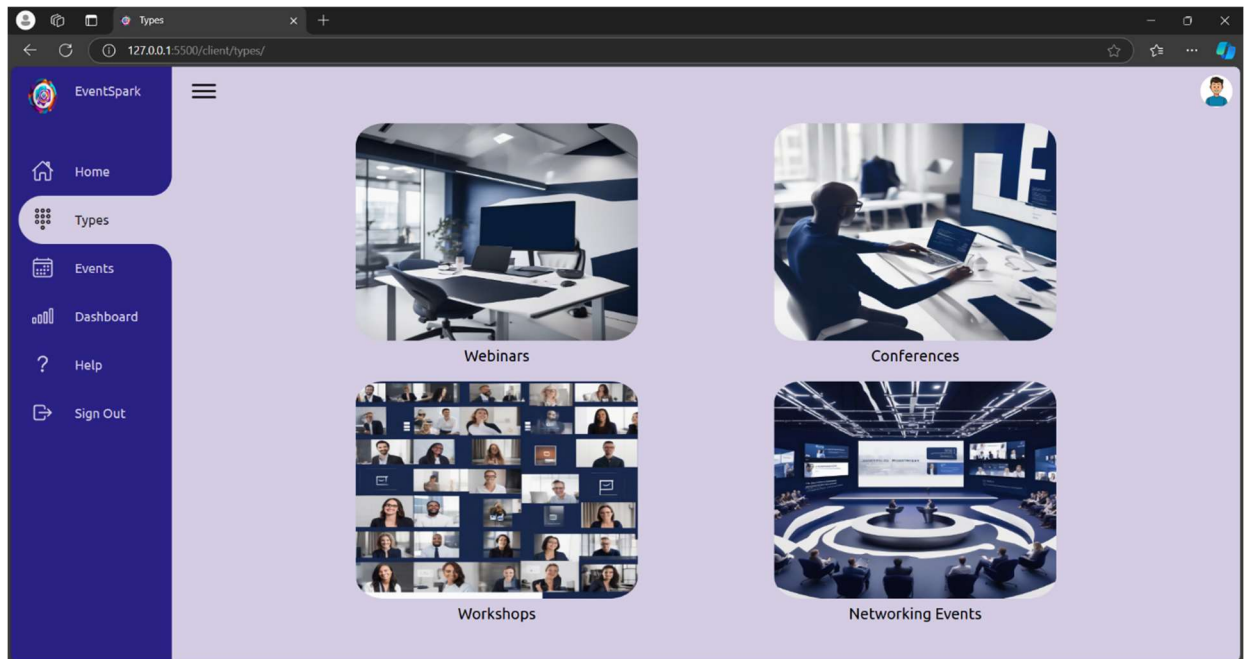 Types
127.0.0.1:5500/client/types/
EventSpark
Home
Types
Events
Dashboard
? Help
Sign Out
Webinars
Conferences
Workshops
Networking Events